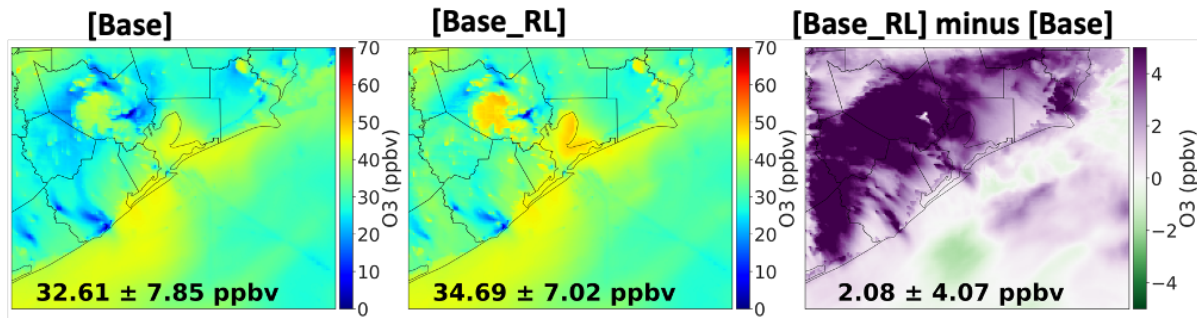 [Base]
[Base_RL]
[Base_RL] minus [Base]
70
60
50
40
30
20
10
0
O3 (ppbv)
32.61 ± 7.85 ppbv
70
60
50
40
30
20
10
0
O3 (ppbv)
34.69 ± 7.02 ppbv
4
2
0
−2
−4
O3 (ppbv)
2.08 ± 4.07 ppbv